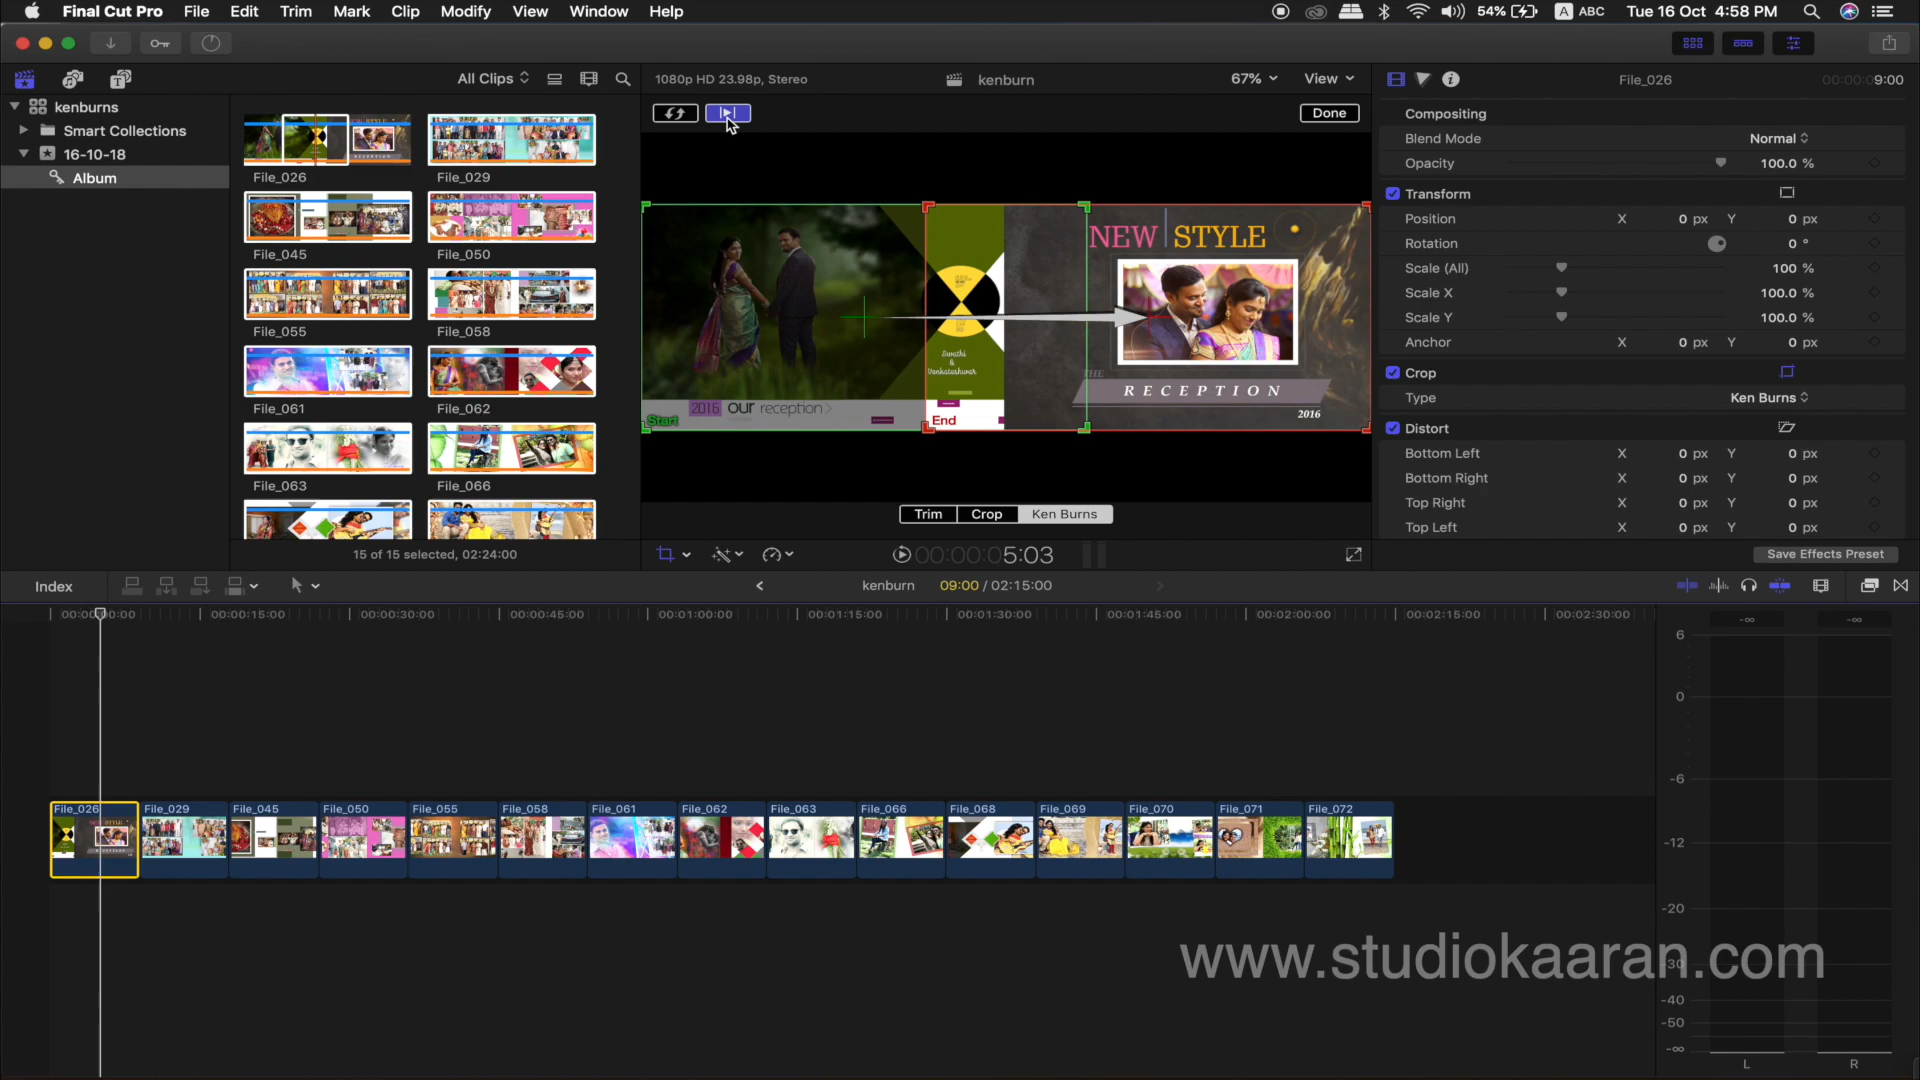 Final Cut Pro File Edit Trim Mark Clip Modify View Window Help
54% A ABC Tue 16 Oct 4:58 PM
All Clips
1080p HD 23.98p, Stereo kenburn 67% View
File_026 00:00:09:00
kenburns
Smart Collections
16-10-18
Album
File_026 File_029
File_045 File_050
File_055 File_058
File_061 File_062
File_063 File_066
15 of 15 selected, 02:24:00
Done
NEW STYLE
Swathi
&
Venkateshwar
THE
RECEPTION
2016
2016 our reception
Start
End
Trim Crop Ken Burns
00:00:05:03
Compositing
Blend Mode Normal
Opacity 100.0 %
Transform
Position X 0 px Y 0 px
Rotation 0 °
Scale (All) 100 %
Scale X 100.0 %
Scale Y 100.0 %
Anchor X 0 px Y 0 px
Crop
Type Ken Burns
Distort
Bottom Left X 0 px Y 0 px
Bottom Right X 0 px Y 0 px
Top Right X 0 px Y 0 px
Top Left X 0 px Y 0 px
Save Effects Preset
Index
kenburn 09:00 / 02:15:00
00:00:00:00 00:00:15:00 00:00:30:00 00:00:45:00 00:01:00:00 00:01:15:00 00:01:30:00 00:01:45:00 00:02:00:00 00:02:15:00 00:02:30:00
File_026 File_029 File_045 File_050 File_055 File_058 File_061 File_062 File_063 File_066 File_068 File_069 File_070 File_071 File_072
-∞ -∞
6
0
-6
-12
-20
-30
-40
-50
-∞
L R
www.studiokaaran.com